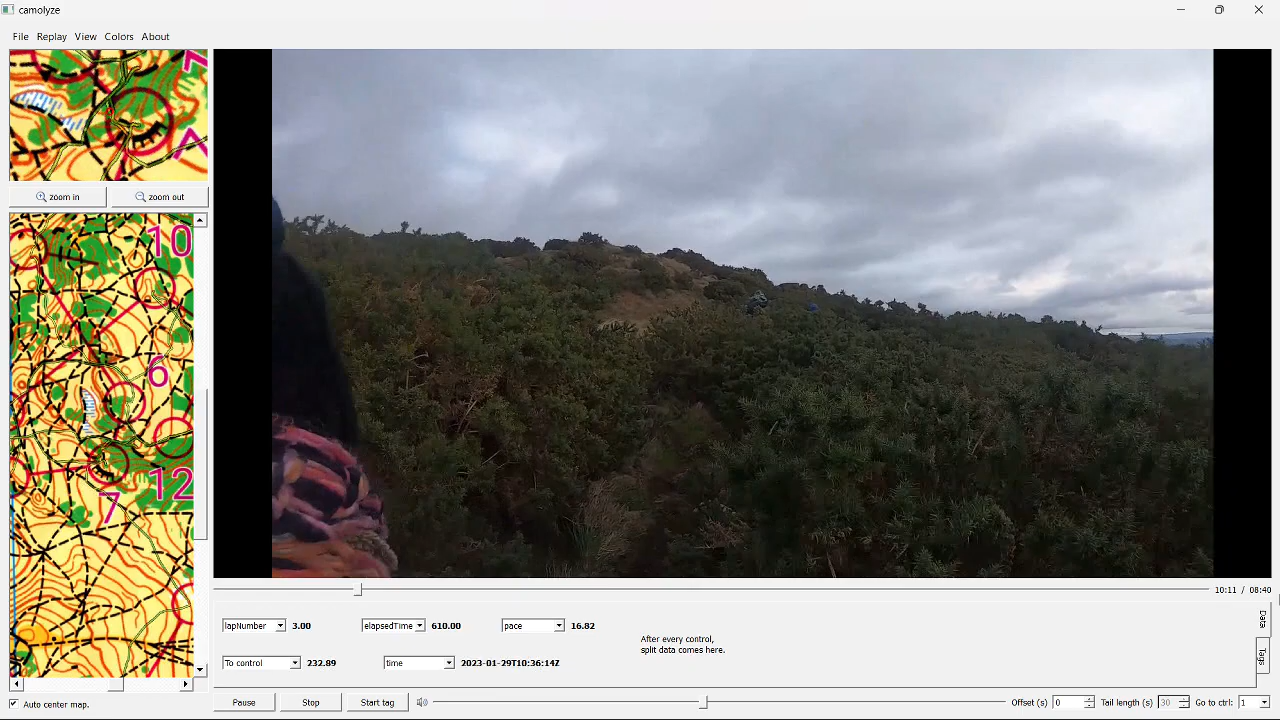 camolyze
File Replay View Colors About
zoom in zoom out
10
6
12
7
Auto center map.
10:11 / 08:40
lapNumber 3.00 elapsedTime 610.00 pace 16.82
To control 232.89 time 2023-01-29T10:36:14Z
After every control,
split data comes here.
Data
Tags
Pause Stop Start tag Offset (s) 0 Tail length (s) 30 Go to ctrl: 1